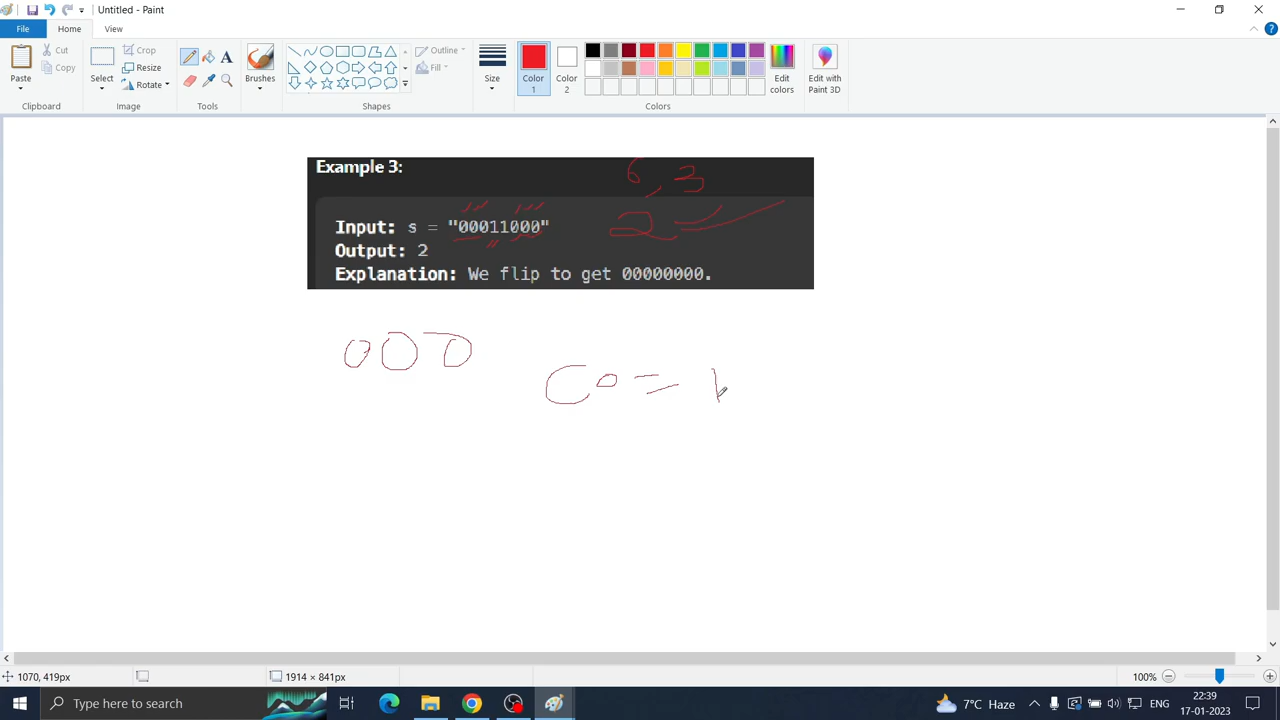 Untitled - Paint
File Home View
Paste
Cut
Copy
Clipboard
Select
Crop
Resize
Rotate
Image
Tools
Brushes
Outline
Fill
Shapes
Size
Color 1
Color 2
Edit colors
Edit with Paint 3D
Colors
Example 3:
6, 3
Input: s = "00011000"
2
Output: 2
Explanation: We flip to get 00000000.
000
C0 =
1070, 419px
1914 × 841px
100%
Type here to search
7°C Haze
ENG
22:39
17-01-2023